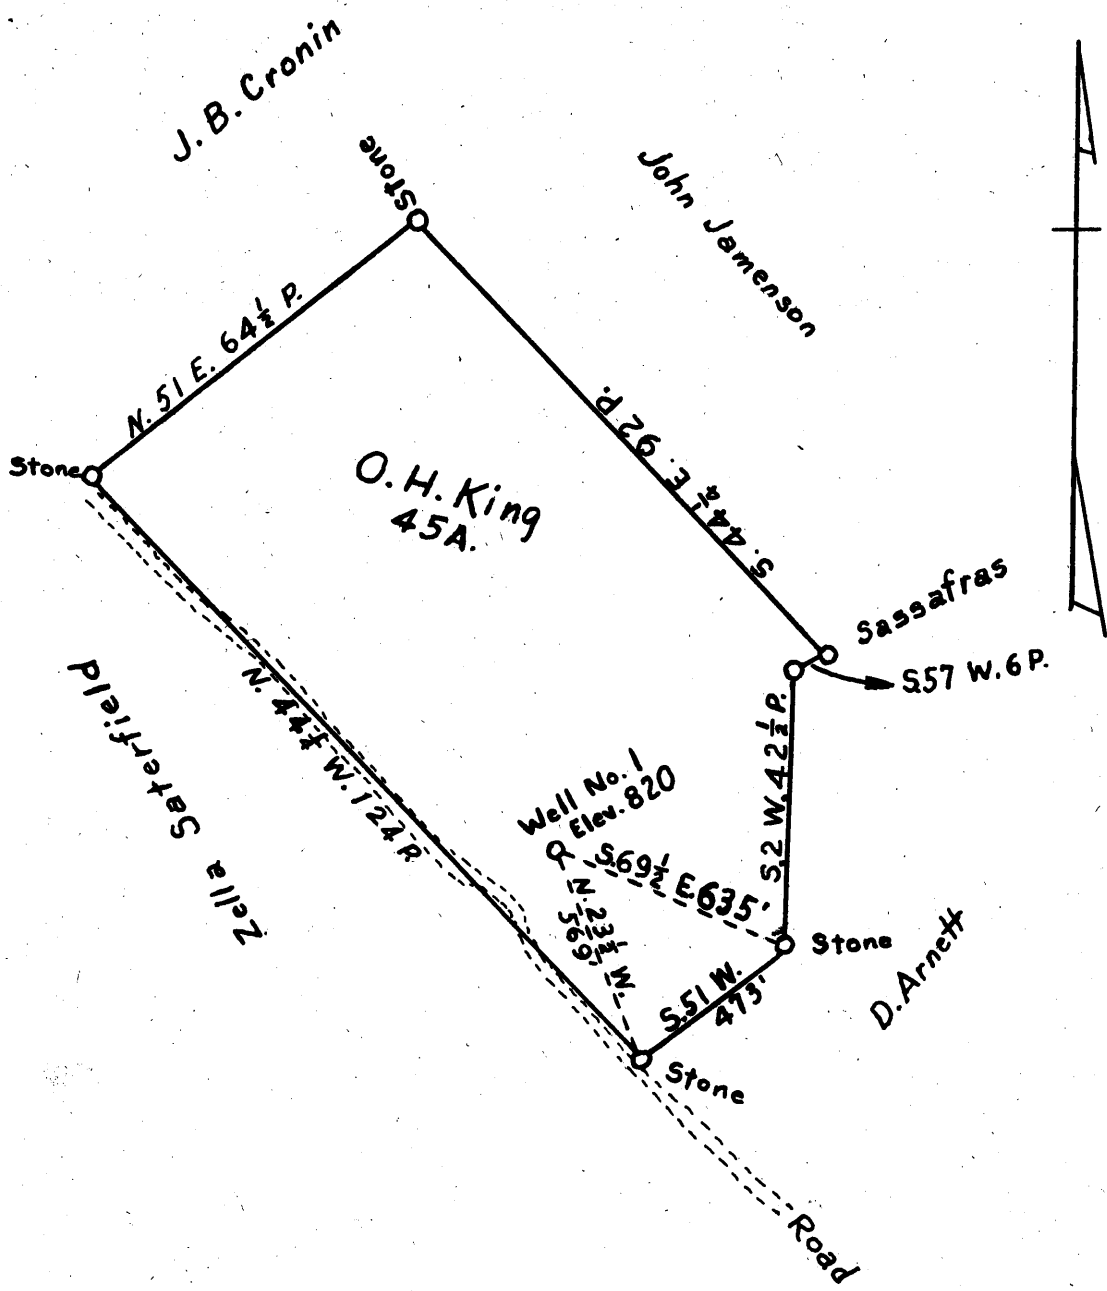 J. B. Cronin
Stone
John Jamenson
N. 51 E. 64½ P.
Stone
S. 44¼ E. 92 P.
O. H. King
45A.
Sassafras
S.57 W. 6 P.
N. 44¼ W. 124 P.
Zella Saterfield
S.2 W. 42½ P.
Well No. 1
Elev. 820
S.69½ E. 635'
N. 23½ W.
569'
Stone
S.51 W.
473'
D. Arnett
Stone
Road